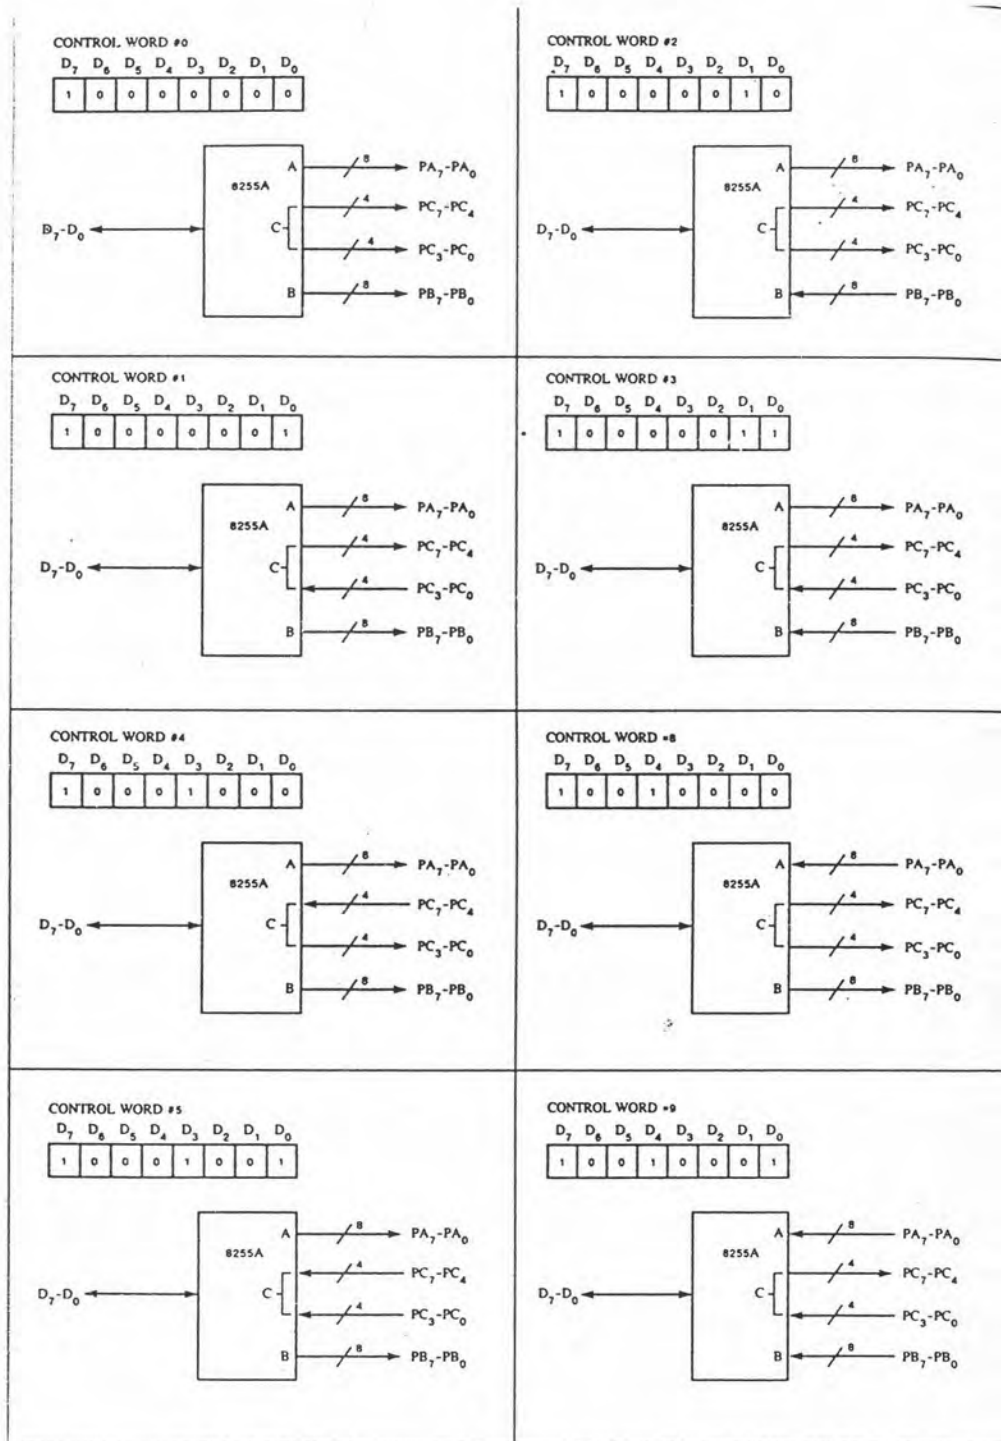 CONTROL WORD #0
D7 D6 D5 D4 D3 D2 D1 D0
1 0 0 0 0 0 0 0
8255A
A
8
PA7-PA0
4
PC7-PC4
D7-D0
C
4
PC3-PC0
B
8
PB7-PB0
CONTROL WORD #2
D7 D6 D5 D4 D3 D2 D1 D0
1 0 0 0 0 0 1 0
8255A
A
8
PA7-PA0
4
PC7-PC4
D7-D0
C
4
PC3-PC0
B
8
PB7-PB0
CONTROL WORD #1
D7 D6 D5 D4 D3 D2 D1 D0
1 0 0 0 0 0 0 1
8255A
A
8
PA7-PA0
4
PC7-PC4
D7-D0
C
4
PC3-PC0
B
8
PB7-PB0
CONTROL WORD #3
D7 D6 D5 D4 D3 D2 D1 D0
1 0 0 0 0 0 1 1
8255A
A
8
PA7-PA0
4
PC7-PC4
D7-D0
C
4
PC3-PC0
B
8
PB7-PB0
CONTROL WORD #4
D7 D6 D5 D4 D3 D2 D1 D0
1 0 0 0 1 0 0 0
8255A
A
8
PA7-PA0
4
PC7-PC4
D7-D0
C
4
PC3-PC0
B
8
PB7-PB0
CONTROL WORD #8
D7 D6 D5 D4 D3 D2 D1 D0
1 0 0 1 0 0 0 0
8255A
A
8
PA7-PA0
4
PC7-PC4
D7-D0
C
4
PC3-PC0
B
8
PB7-PB0
CONTROL WORD #5
D7 D6 D5 D4 D3 D2 D1 D0
1 0 0 0 1 0 0 1
8255A
A
8
PA7-PA0
4
PC7-PC4
D7-D0
C
4
PC3-PC0
B
8
PB7-PB0
CONTROL WORD #9
D7 D6 D5 D4 D3 D2 D1 D0
1 0 0 1 0 0 0 1
8255A
A
8
PA7-PA0
4
PC7-PC4
D7-D0
C
4
PC3-PC0
B
8
PB7-PB0